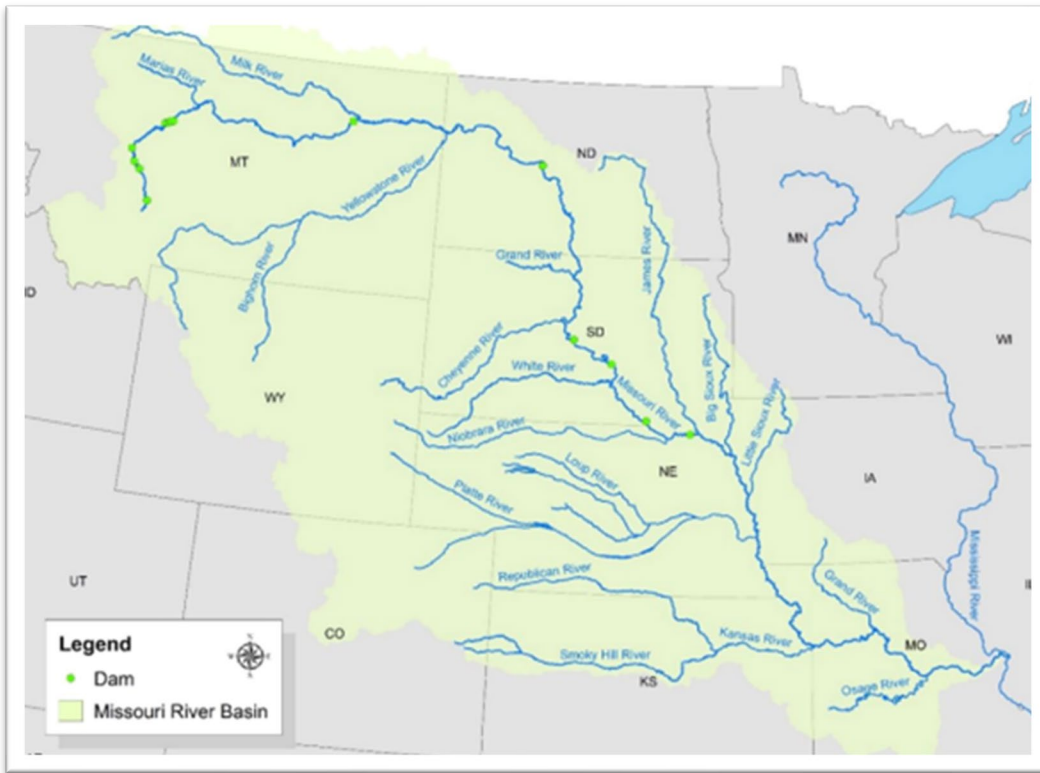 Milk River
Marias River
MT
ND
Yellowstone River
MN
James River
Grand River
Bighorn River
SD
WI
Cheyenne River
White River
Big Sioux River
Missouri River
WY
Little Sioux River
Niobrara River
NE
Loup River
IA
Platte River
Mississippi River
UT
Republican River
Grand River
CO
Kansas River
MO
Smoky Hill River
KS
Osage River
Legend
Dam
Missouri River Basin